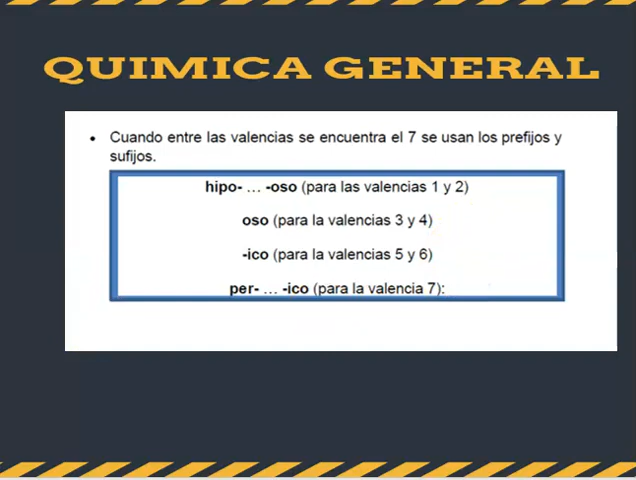 QUIMICA GENERAL
• Cuando entre las valencias se encuentra el 7 se usan los prefijos y
sufijos.
hipo- ... -oso (para las valencias 1 y 2)
oso (para la valencias 3 y 4)
-ico (para la valencias 5 y 6)
per- ... -ico (para la valencia 7):